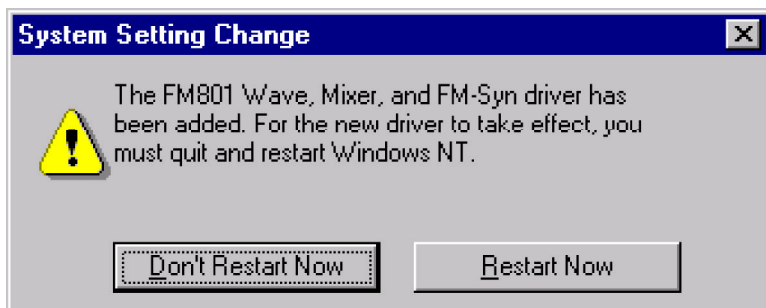 System Setting Change
The FM801 Wave, Mixer, and FM-Syn driver has
been added. For the new driver to take effect, you
must quit and restart Windows NT.
Don't Restart Now
Restart Now